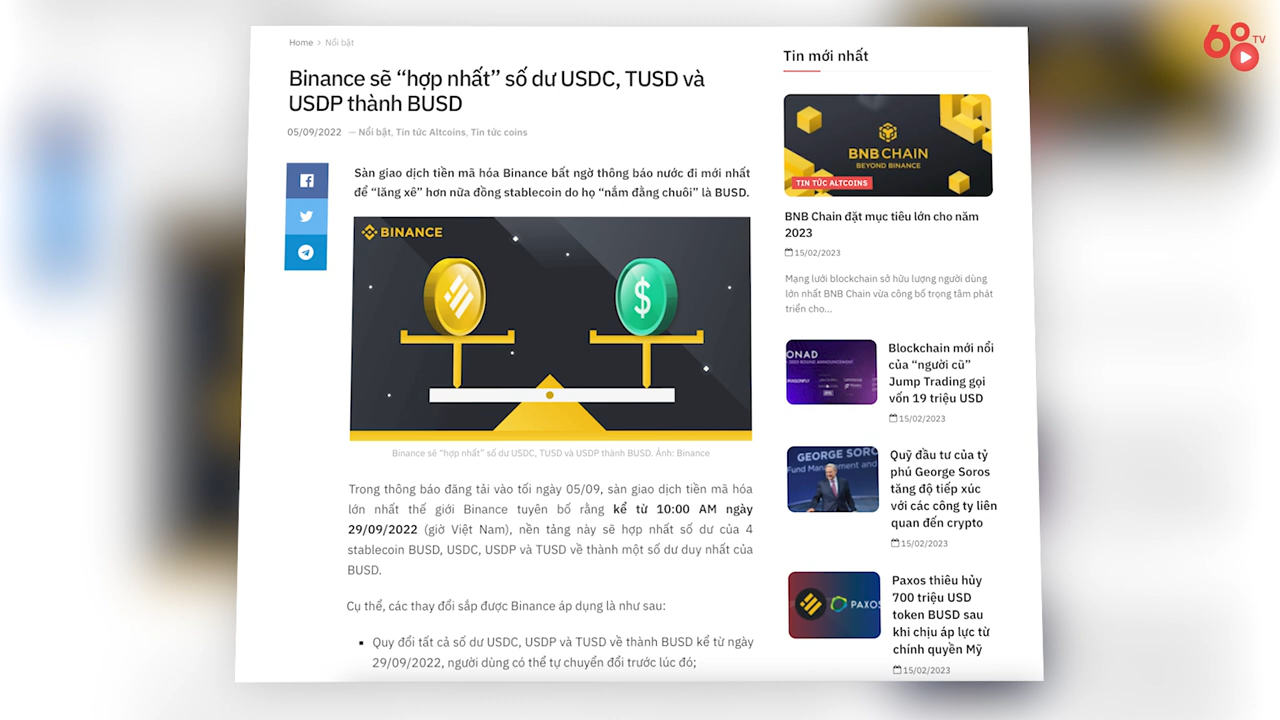 68 TV
Home > Nổi bật
Binance sẽ “hợp nhất” số dư USDC, TUSD và
USDP thành BUSD
05/09/2022 — Nổi bật, Tin tức Altcoins, Tin tức coins
Sàn giao dịch tiền mã hóa Binance bất ngờ thông báo nước đi mới nhất
để “lăng xê” hơn nữa đồng stablecoin do họ “nắm đằng chuôi” là BUSD.
BINANCE
$
Binance sẽ “hợp nhất” số dư USDC, TUSD và USDP thành BUSD. Ảnh: Binance
Trong thông báo đăng tải vào tối ngày 05/09, sàn giao dịch tiền mã hóa
lớn nhất thế giới Binance tuyên bố rằng kể từ 10:00 AM ngày
29/09/2022 (giờ Việt Nam), nền tảng này sẽ hợp nhất số dư của 4
stablecoin BUSD, USDC, USDP và TUSD về thành một số dư duy nhất của
BUSD.
Cụ thể, các thay đổi sắp được Binance áp dụng là như sau:
▪ Quy đổi tất cả số dư USDC, USDP và TUSD về thành BUSD kể từ ngày
29/09/2022, người dùng có thể tự chuyển đổi trước lúc đó;
Tin mới nhất
BNB CHAIN
BEYOND BINANCE
TIN TỨC ALTCOINS
BNB Chain đặt mục tiêu lớn cho năm
2023
15/02/2023
Mạng lưới blockchain sở hữu lượng người dùng
lớn nhất BNB Chain vừa công bố trọng tâm phát
triển cho...
ONAD
Blockchain mới nổi
của “người cũ”
Jump Trading gọi
vốn 19 triệu USD
15/02/2023
GEORGE SORO
Fund Management and
Quỹ đầu tư của tỷ
phú George Soros
tăng độ tiếp xúc
với các công ty liên
quan đến crypto
15/02/2023
PAXOS
Paxos thiêu hủy
700 triệu USD
token BUSD sau
khi chịu áp lực từ
chính quyền Mỹ
15/02/2023